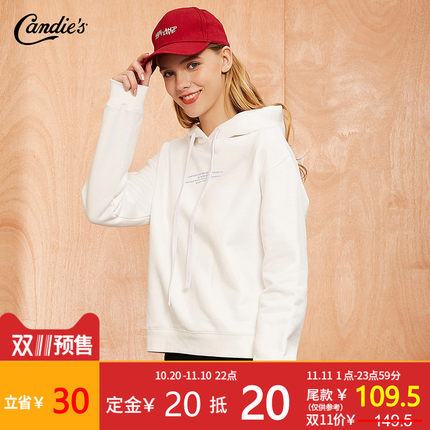 Candie's
双11预售
10.20-11.10 22点
11.11 1点-23点59分
立省¥ 30
定金¥ 20 抵 20
尾款¥ 109.5
(仅供参考)
双11价¥ 149.5